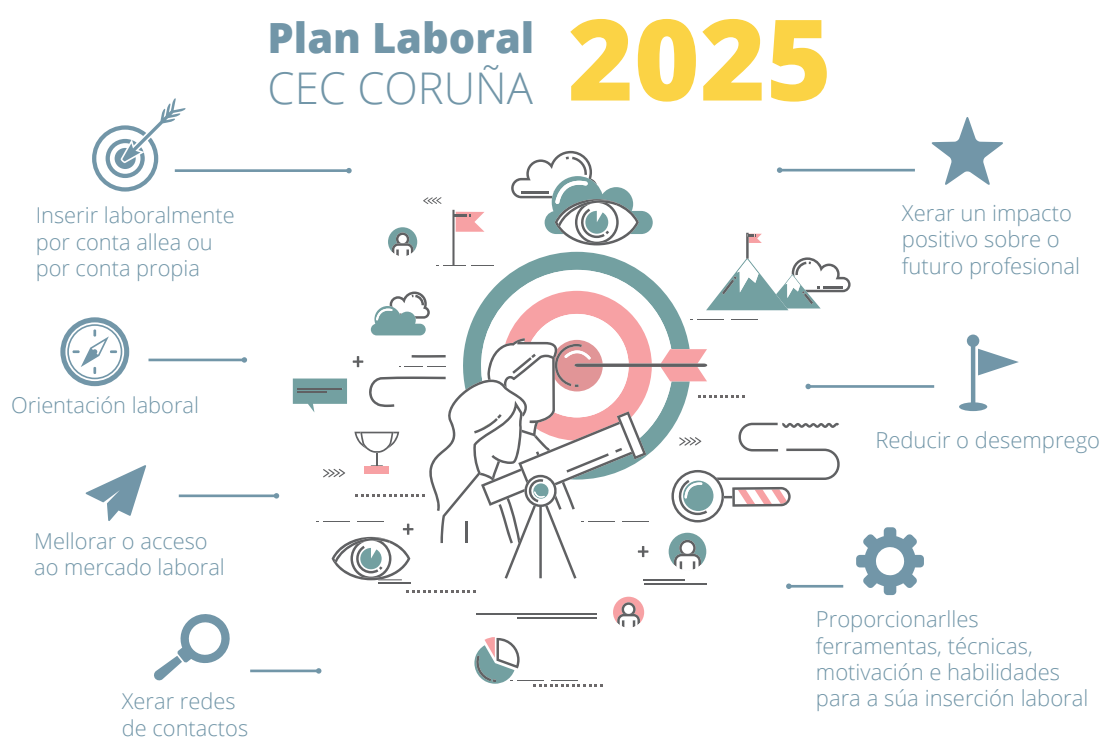 Plan Laboral
CEC CORUÑA
2025
Inserir laboralmente
por conta allea ou
por conta propia
Orientación laboral
Mellorar o acceso
ao mercado laboral
Xerar redes
de contactos
Xerar un impacto
positivo sobre o
futuro profesional
Reducir o desemprego
Proporcionarlles
ferramentas, técnicas,
motivación e habilidades
para a súa inserción laboral